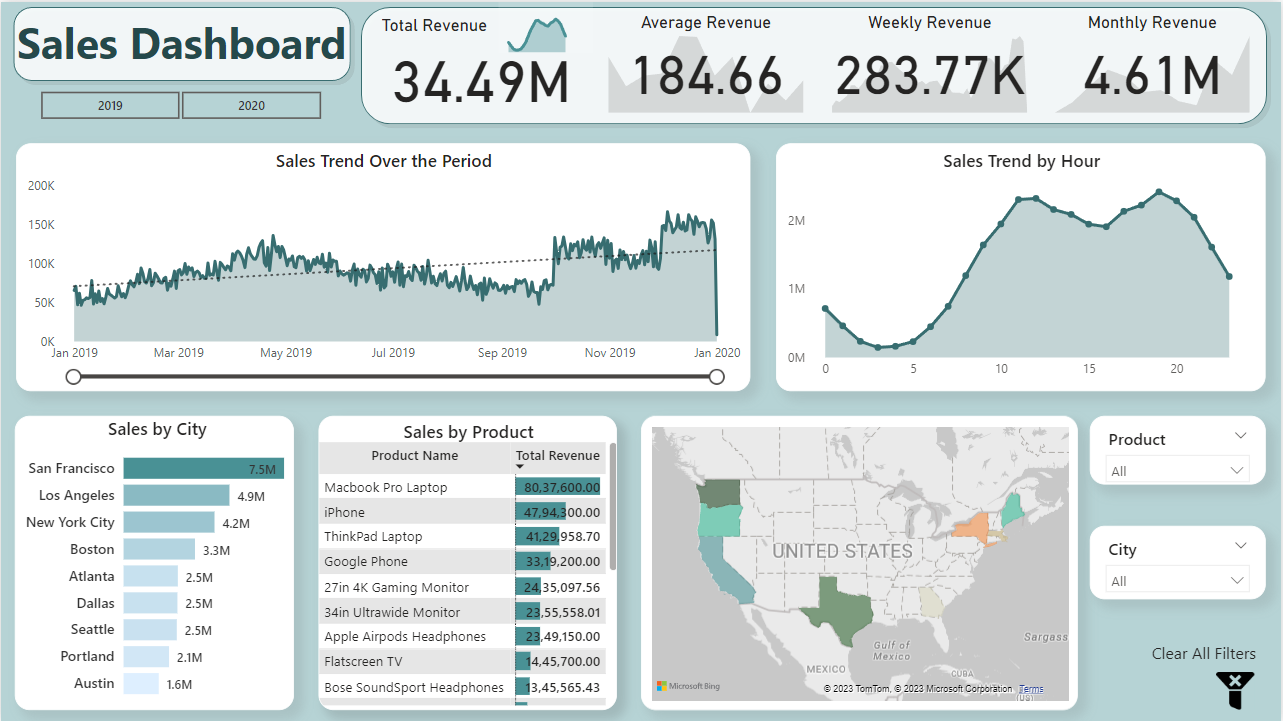 Sales Dashboard
2019
2020
Total Revenue
34.49M
Average Revenue
184.66
Weekly Revenue
283.77K
Monthly Revenue
4.61M
Sales Trend Over the Period
200K
150K
100K
50K
0K
Jan 2019
Mar 2019
May 2019
Jul 2019
Sep 2019
Nov 2019
Jan 2020
Sales Trend by Hour
2M
1M
0M
0
5
10
15
20
Sales by City
San Francisco 7.5M
Los Angeles 4.9M
New York City 4.2M
Boston 3.3M
Atlanta 2.5M
Dallas 2.5M
Seattle 2.5M
Portland 2.1M
Austin 1.6M
Sales by Product
Product Name Total Revenue
Macbook Pro Laptop 80,37,600.00
iPhone 47,94,300.00
ThinkPad Laptop 41,29,958.70
Google Phone 33,19,200.00
27in 4K Gaming Monitor 24,35,097.56
34in Ultrawide Monitor 23,55,558.01
Apple Airpods Headphones 23,49,150.00
Flatscreen TV 14,45,700.00
Bose SoundSport Headphones 13,45,565.43
UNITED STATES
Gulf of
Mexico
MEXICO
CUBA
Sargass
(US)
Microsoft Bing
© 2023 TomTom, © 2023 Microsoft Corporation Terms
Product
All
City
All
Clear All Filters